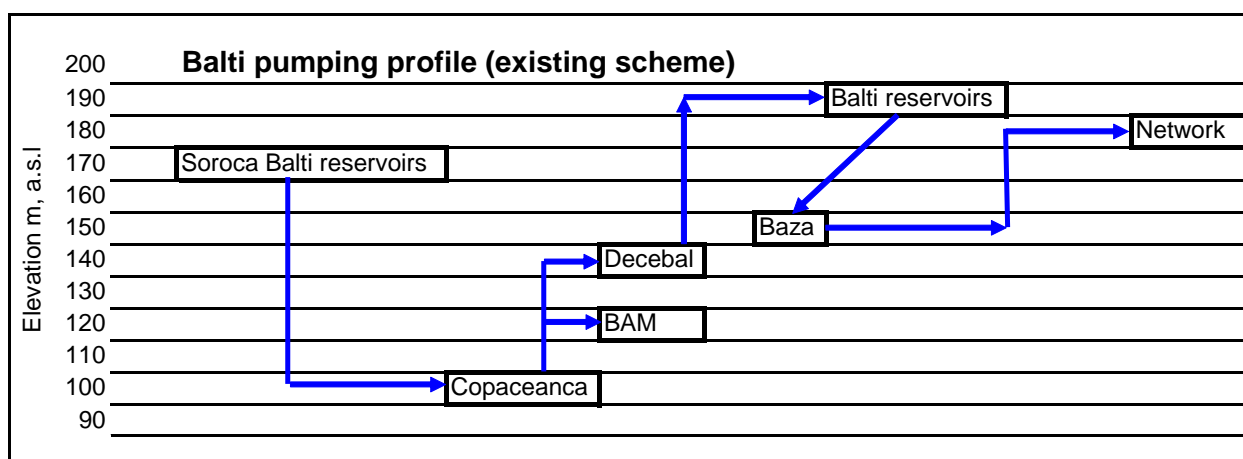 Balti pumping profile (existing scheme)
Elevation m, a.s.l
200
190
Balti reservoirs
180
Network
170
Soroca Balti reservoirs
160
150
Baza
140
Decebal
130
120
BAM
110
100
Copaceanca
90